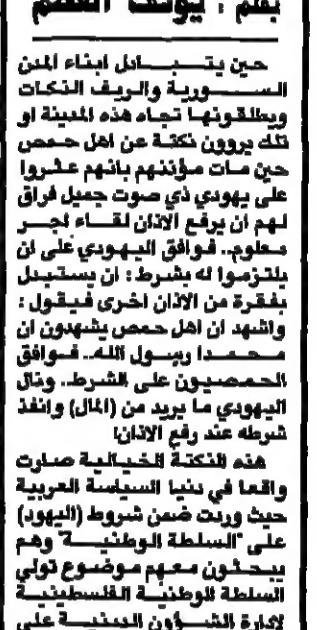 بقلم : يوسف العظم
حين يتبادل ابناء المدن
السورية والريف النكات
ويطلقونها تجاه هذه المدينة او
تلك يروون نكتة عن اهل حمص
حين مات مؤذنهم بانهم عثروا
على يهودي ذي صوت جميل فراق
لهم ان يرفع الاذان لقاء اجر
معلوم.. فوافق اليهودي على ان
يلتزموا له بشرط : ان يستبدل
بفقرة من الاذان اخرى فيقول :
واشهد ان اهل حمص يشهدون ان
محمدا رسول الله.. فوافق
الحمصيون على الشرط.. ونال
اليهودي ما يريد من (المال) وانفذ
شرطه عند رفع الاذان!
هذه النكتة الخيالية صارت
واقعا في دنيا السياسة العربية
حيث وردت ضمن شروط (اليهود)
على "السلطة الوطنية" وهم
يبحثون معهم موضوع تولي
السلطة الوطنية الفلسطينية
لادارة الشؤون الدينية على